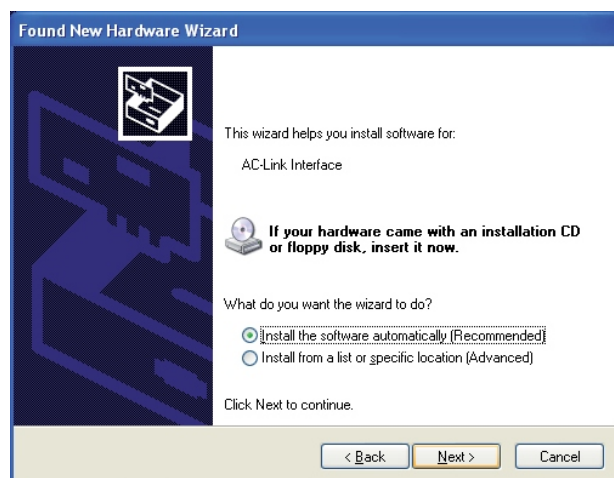 Found New Hardware Wizard
This wizard helps you install software for:
AC-Link Interface
If your hardware came with an installation CD
or floppy disk, insert it now.
What do you want the wizard to do?
Install the software automatically (Recommended)
Install from a list or specific location (Advanced)
Click Next to continue.
< Back
Next >
Cancel